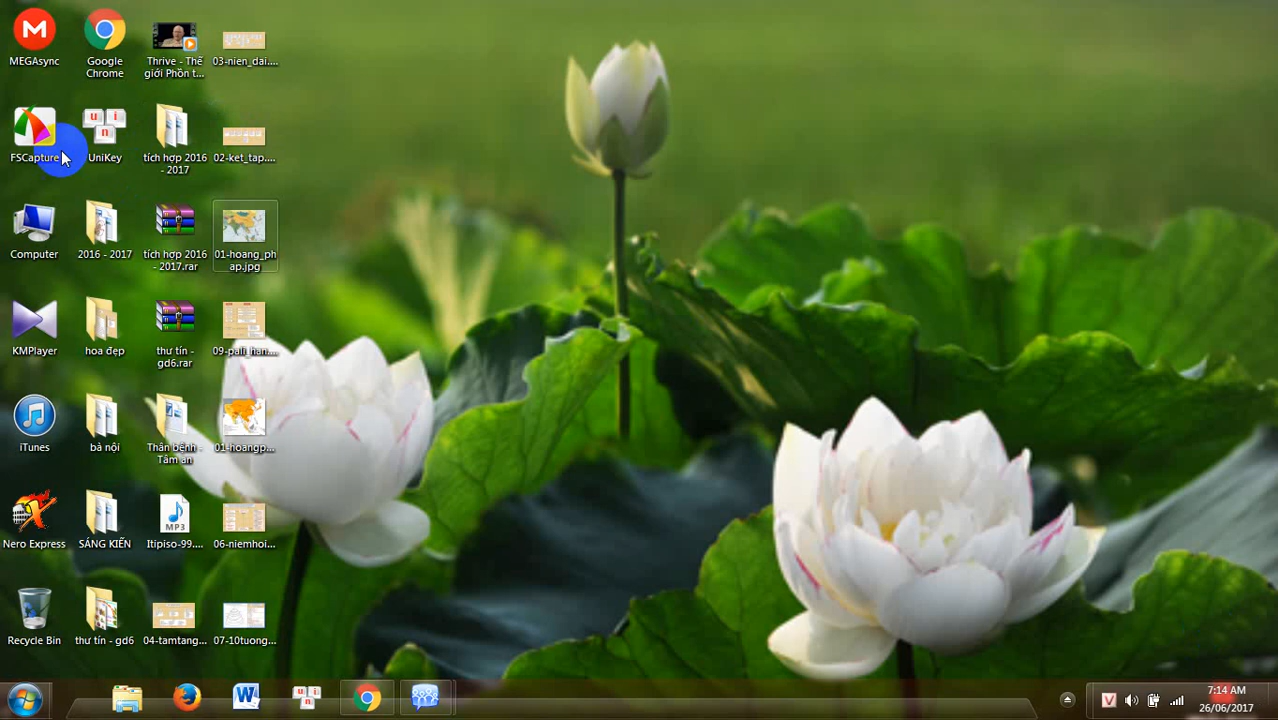 MEGAsync
Google
Chrome
Thrive - Thế
giới Phồn t...
03-nien_dai....
FSCapture
UniKey
tích hợp 2016
- 2017
02-ket_tap....
Computer
2016 - 2017
tích hợp 2016
- 2017.rar
01-hoang_ph
ap.jpg
KMPlayer
hoa đẹp
thư tín -
gd6.rar
09-pali_han....
iTunes
bà nội
Thân bệnh -
Tâm an
01-hoangp...
Nero Express
SÁNG KIẾN
MP3
Itipiso-99....
06-niemhoi...
Recycle Bin
thư tín - gd6
04-tamtang...
07-10tuong...
7:14 AM
26/06/2017